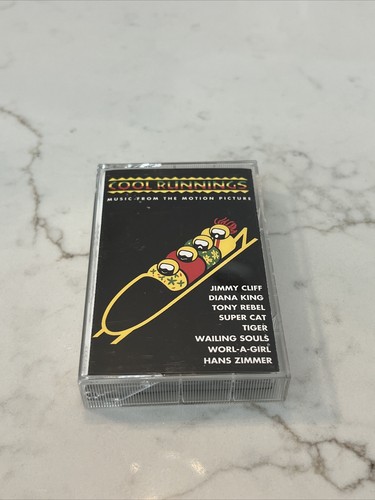 COOL RUNNINGS
MUSIC FROM THE MOTION PICTURE
JIMMY CLIFF
DIANA KING
TONY REBEL
SUPER CAT
TIGER
WAILING SOULS
WORL-A-GIRL
HANS ZIMMER